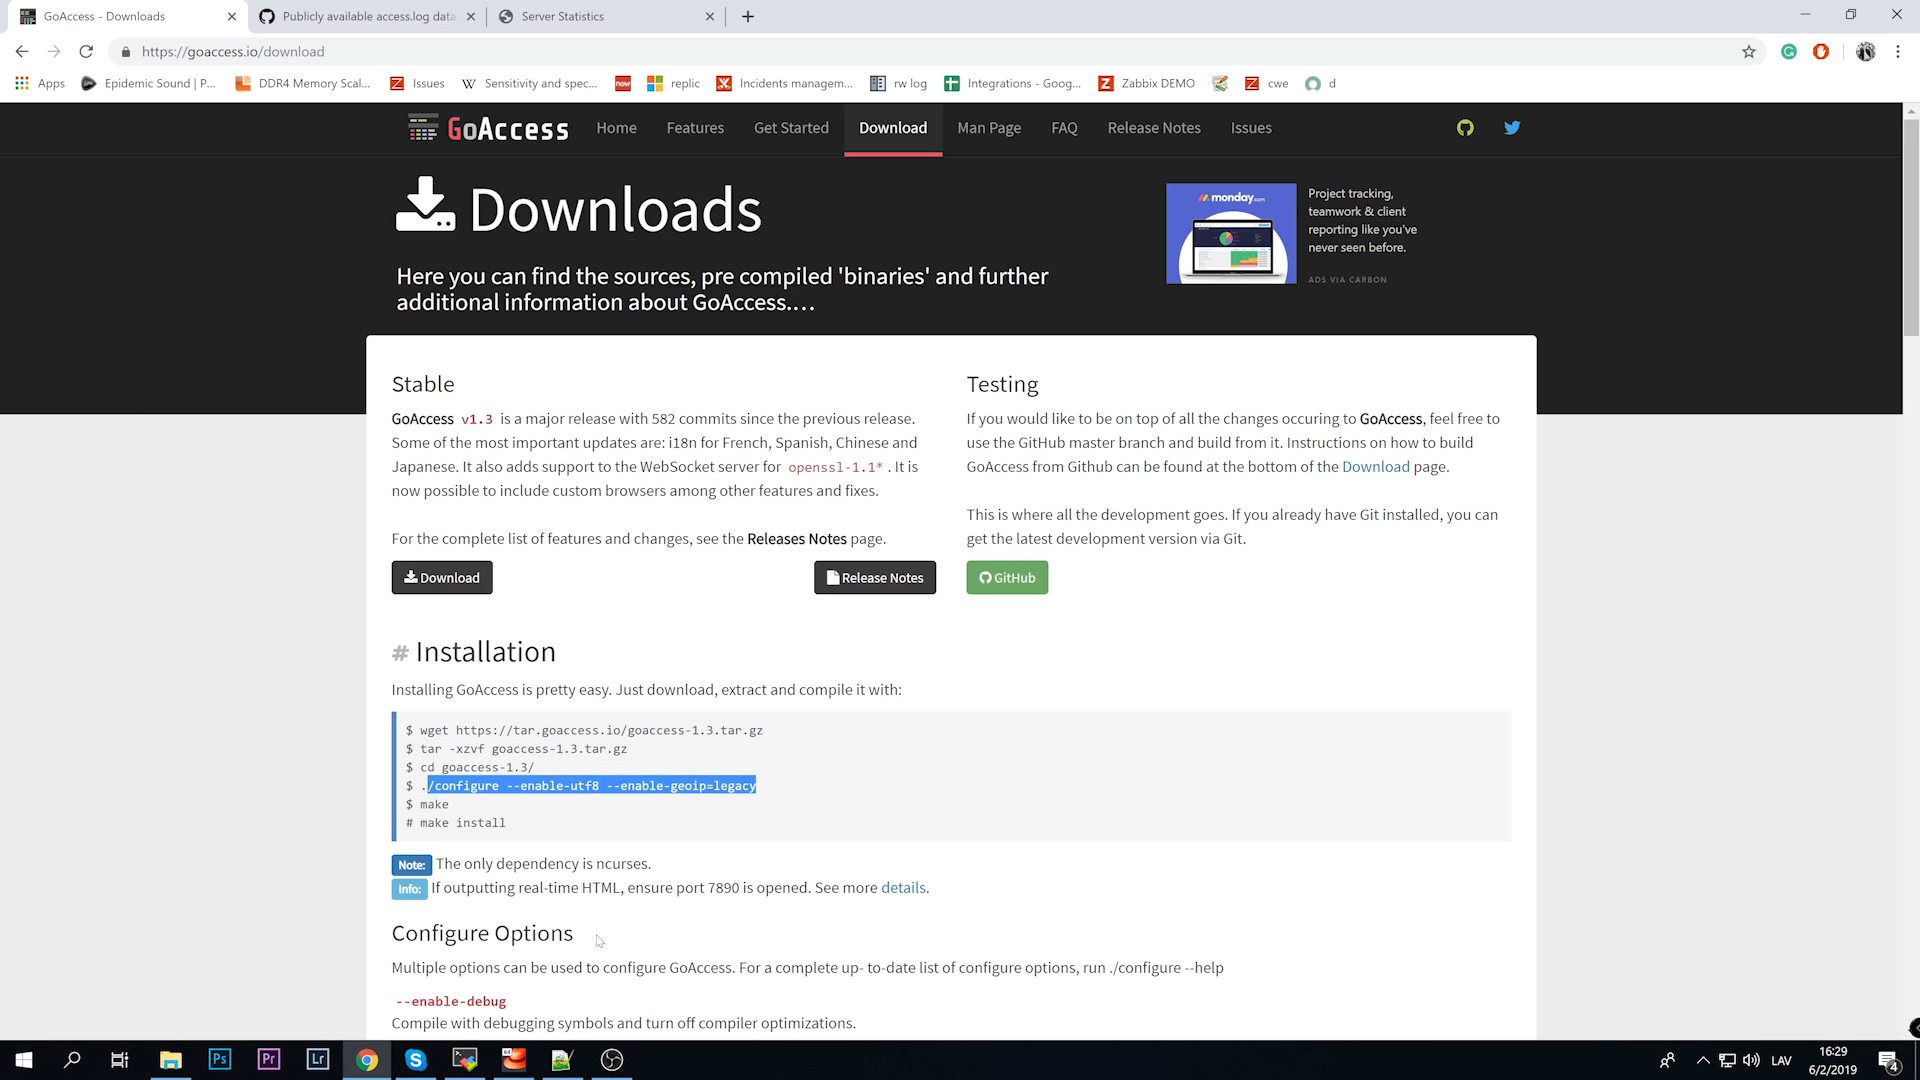 GoAccess - Downloads
Publicly available access.log data
Server Statistics
https://goaccess.io/download
Apps
Epidemic Sound | P...
DDR4 Memory Scal...
Issues
W
Sensitivity and spec...
now
replic
Incidents managem...
rw log
Integrations - Goog...
Zabbix DEMO
cwe
d
GoAccess
Home
Features
Get Started
Download
Man Page
FAQ
Release Notes
Issues
Downloads
monday.com
Project tracking,
teamwork & client
reporting like you've
never seen before.
ADS VIA CARBON
Here you can find the sources, pre compiled 'binaries' and further
additional information about GoAccess....
Stable
GoAccess v1.3 is a major release with 582 commits since the previous release.
Some of the most important updates are: i18n for French, Spanish, Chinese and
Japanese. It also adds support to the WebSocket server for openssl-1.1* . It is
now possible to include custom browsers among other features and fixes.
For the complete list of features and changes, see the Releases Notes page.
Download
Release Notes
Testing
If you would like to be on top of all the changes occuring to GoAccess, feel free to
use the GitHub master branch and build from it. Instructions on how to build
GoAccess from Github can be found at the bottom of the Download page.
This is where all the development goes. If you already have Git installed, you can
get the latest development version via Git.
GitHub
# Installation
Installing GoAccess is pretty easy. Just download, extract and compile it with:
$ wget https://tar.goaccess.io/goaccess-1.3.tar.gz
$ tar -xzvf goaccess-1.3.tar.gz
$ cd goaccess-1.3/
$ ./configure --enable-utf8 --enable-geoip=legacy
$ make
# make install
Note: The only dependency is ncurses.
Info: If outputing real-time HTML, ensure port 7890 is opened. See more details.
Configure Options
Multiple options can be used to configure GoAccess. For a complete up- to-date list of configure options, run ./configure --help
--enable-debug
Compile with debugging symbols and turn off compiler optimizations.
Ps
Pr
Lr
64
LAV
16:29
6/2/2019
4